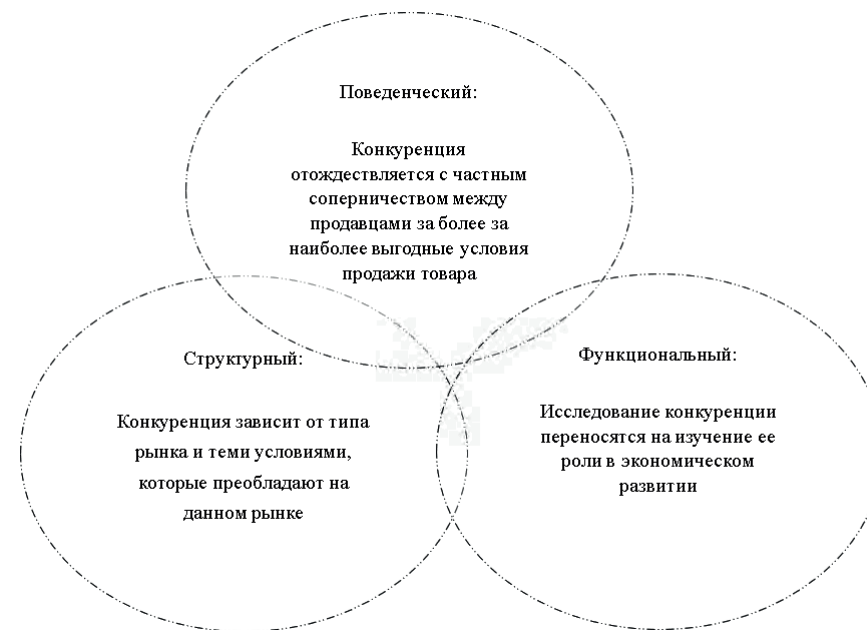 Поведенческий:
Конкуренция
отождествляется с частным
соперничеством между
продавцами за более за
наиболее выгодные условия
продажи товара
Структурный:
Конкуренция зависит от типа
рынка и теми условиями,
которые преобладают на
данном рынке
Функциональный:
Исследование конкуренции
переносятся на изучение ее
роли в экономическом
развитии